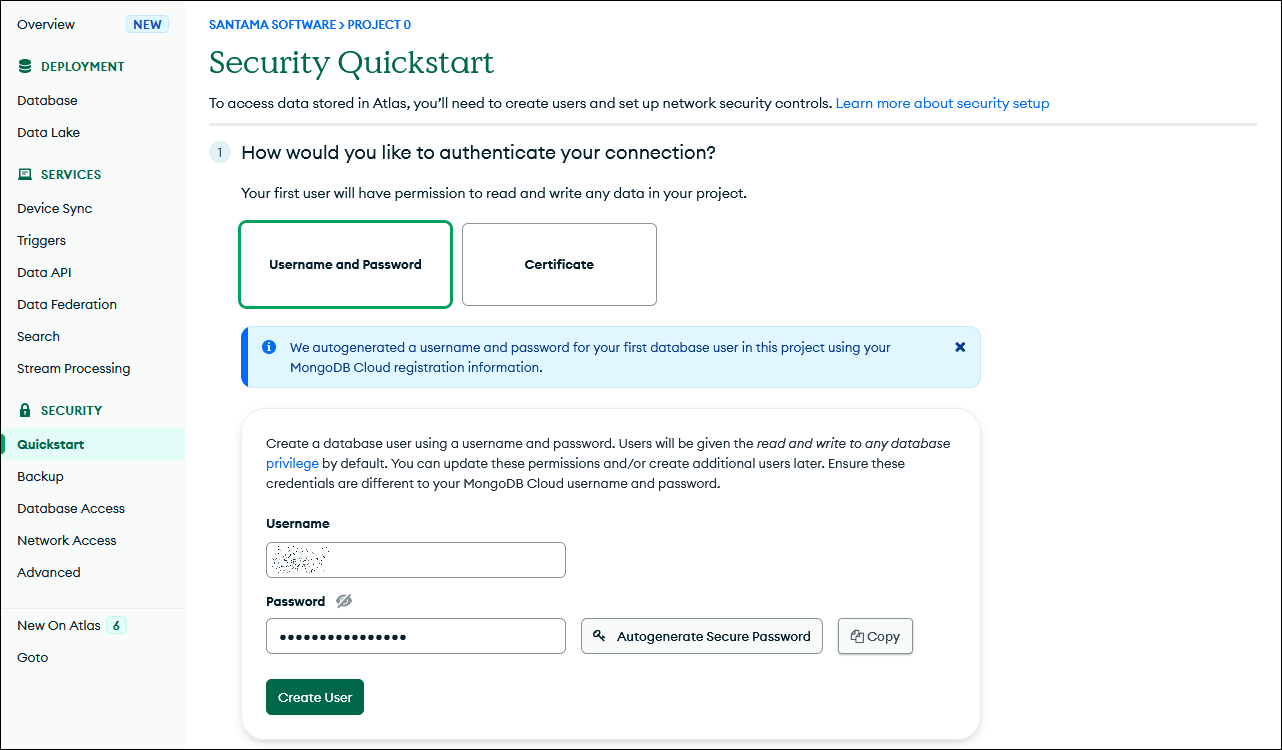 Overview NEW
DEPLOYMENT
Database
Data Lake
SERVICES
Device Sync
Triggers
Data API
Data Federation
Search
Stream Processing
SECURITY
Quickstart
Backup
Database Access
Network Access
Advanced
New On Atlas 6
Goto
SANTAMA SOFTWARE > PROJECT 0
Security Quickstart
To access data stored in Atlas, you’ll need to create users and set up network security controls. Learn more about security setup
1 How would you like to authenticate your connection?
Your first user will have permission to read and write any data in your project.
Username and Password
Certificate
We autogenerated a username and password for your first database user in this project using your
MongoDB Cloud registration information.
Create a database user using a username and password. Users will be given the read and write to any database
privilege by default. You can update these permissions and/or create additional users later. Ensure these
credentials are different to your MongoDB Cloud username and password.
Username
Password
••••••••••••••••
Autogenerate Secure Password
Copy
Create User